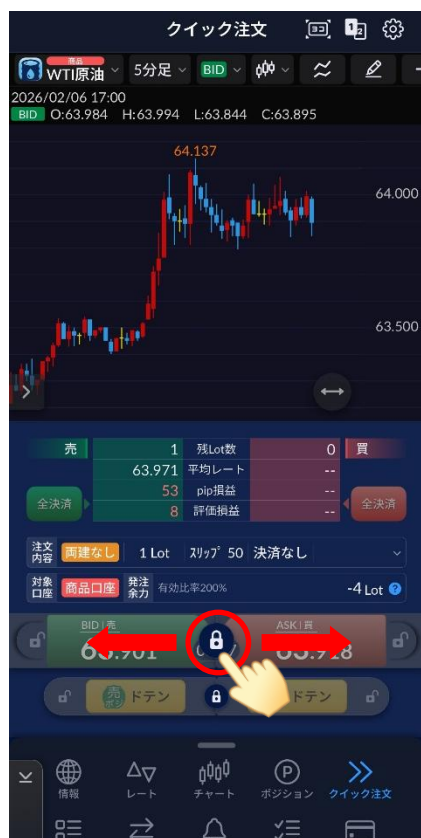 クイック注文
商品
WTI原油 5分足 BID
2026/02/06 17:00
BID O:63.984 H:63.994 L:63.844 C:63.895
64.137
64.000
63.500
売 1 残Lot数 0 買
63.971 平均レート --
全決済 53 pip損益 -- 全決済
8 評価損益 --
注文内容 両建なし 1 Lot ｽﾘｯﾌﾟ 50 決済なし
対象口座 商品口座 発注余力 有効比率200% -4 Lot ?
BID|売 ASK|買
売ポジ ドテン ドテン
情報 レート チャート ポジション クイック注文